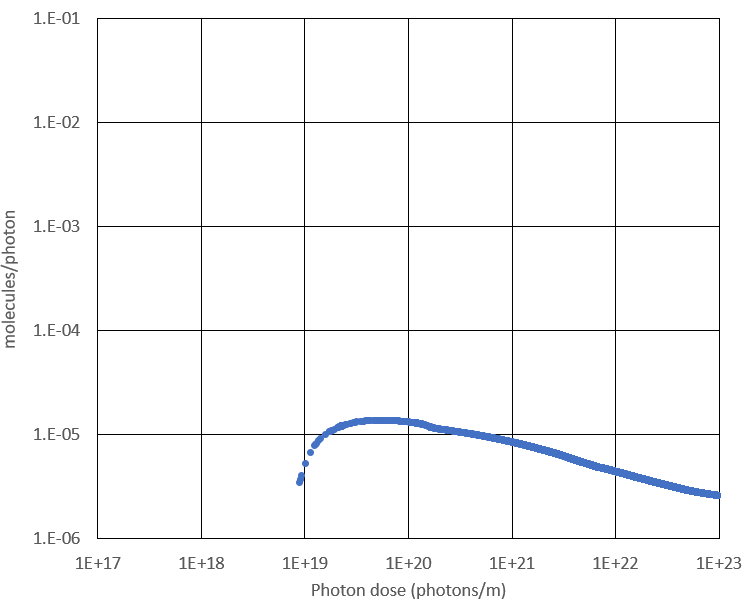 1.E-01
1.E-02
1.E-03
1.E-04
1.E-05
1.E-06
molecules/photon
1E+17 1E+18 1E+19 1E+20 1E+21 1E+22 1E+23
Photon dose (photons/m)